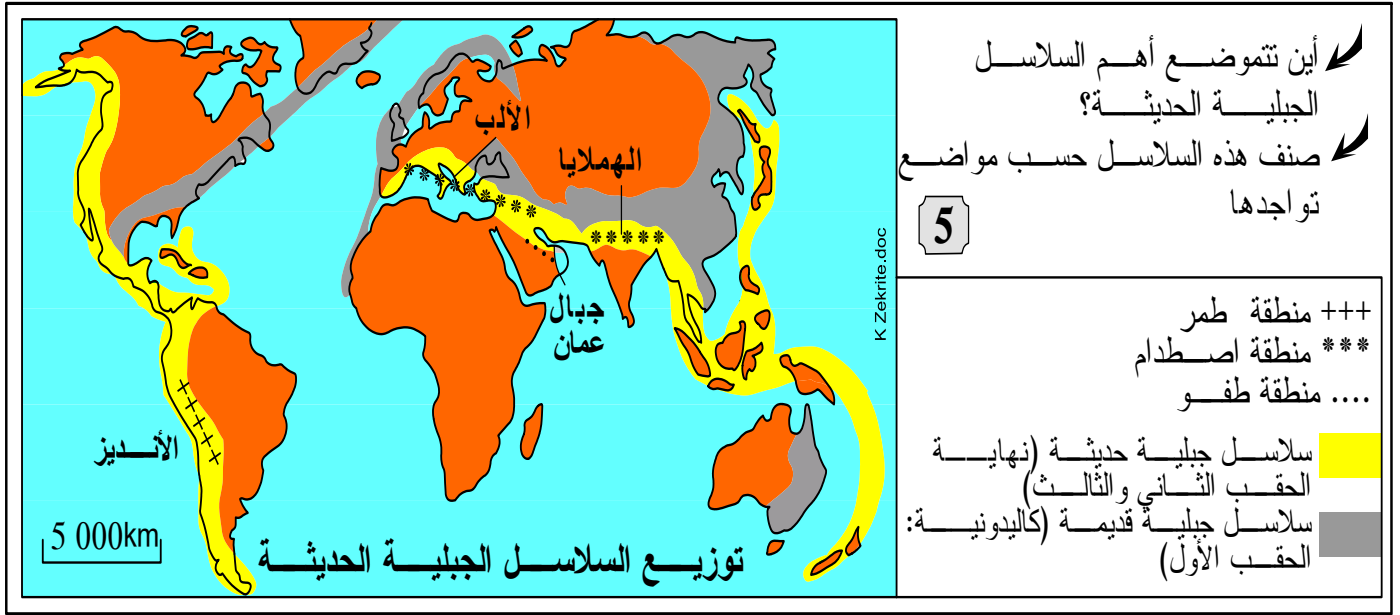 أين تتموضع أهم السلاسل
الجبلية الحديثة؟
صنف هذه السلاسل حسب مواضع
تواجدها
5
+++ منطقة طمر
*** منطقة اصطدام
.... منطقة طفو
سلاسل جبلية حديثة (نهاية
الحقب الثاني والثالث)
سلاسل جبلية قديمة (كاليدونية:
الحقب الأول)
الألب
الهملايا
جبال
عمان
الأنديز
5 000km
توزيع السلاسل الجبلية الحديثة
K Zekrite.doc